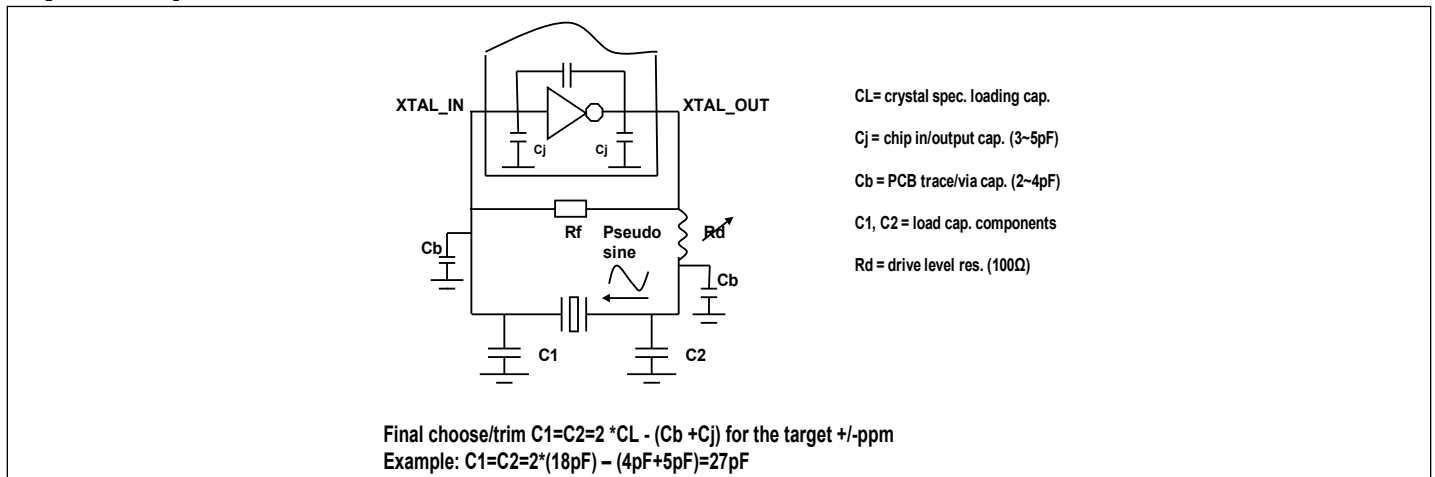 XTAL_IN
XTAL_OUT
Cj
Cj
CL= crystal spec. loading cap.
Cj = chip in/output cap. (3~5pF)
Cb = PCB trace/via cap. (2~4pF)
C1, C2 = load cap. components
Rd = drive level res. (100Ω)
Rf
Pseudo
sine
Rd
Cb
Cb
C1
C2
Final choose/trim C1=C2=2 *CL - (Cb +Cj) for the target +/-ppm
Example: C1=C2=2*(18pF) – (4pF+5pF)=27pF